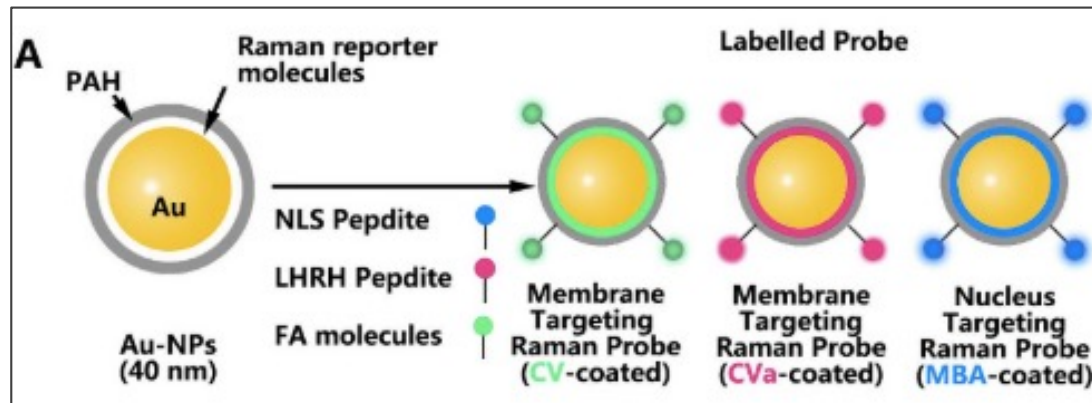 A
PAH
Raman reporter
molecules
Au
Au-NPs
(40 nm)
NLS Pepdite
LHRH Pepdite
FA molecules
Labelled Probe
Membrane
Targeting
Raman Probe
(CV-coated)
Membrane
Targeting
Raman Probe
(CVa-coated)
Nucleus
Targeting
Raman Probe
(MBA-coated)